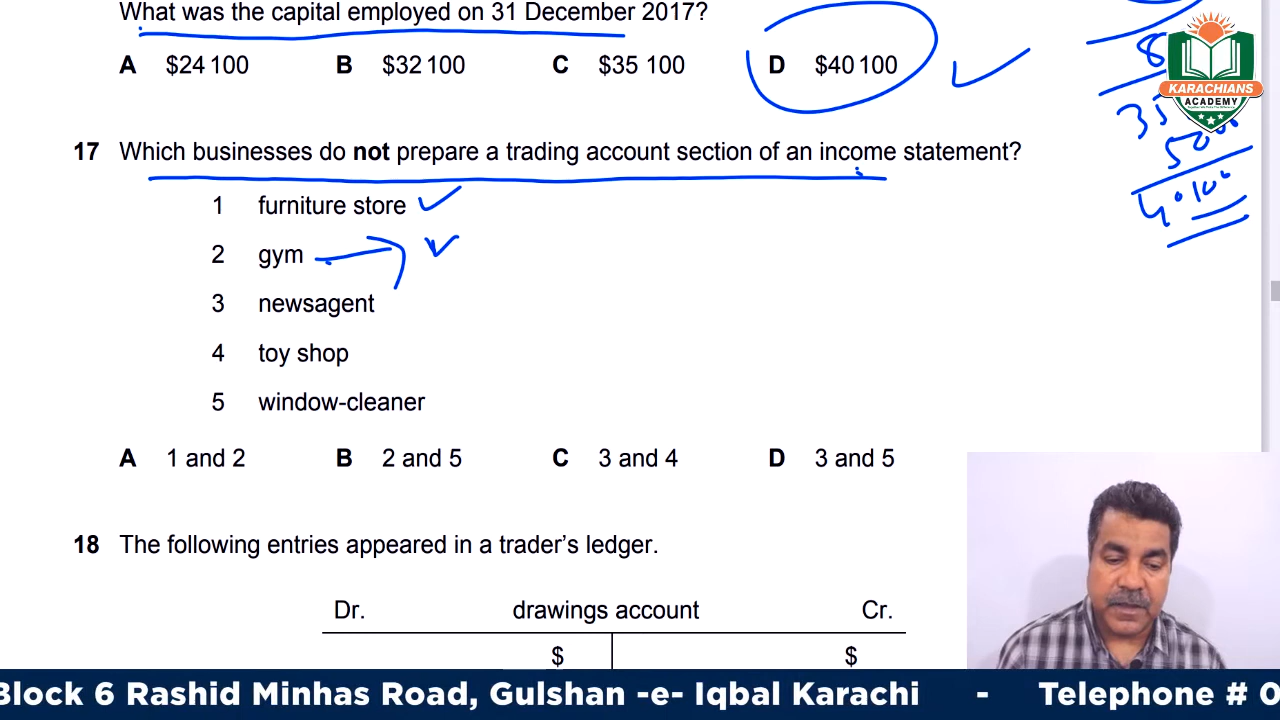 What was the capital employed on 31 December 2017?
A $24 100 B $32 100 C $35 100 D $40 100
17 Which businesses do not prepare a trading account section of an income statement?
1 furniture store
2 gym
3 newsagent
4 toy shop
5 window-cleaner
A 1 and 2 B 2 and 5 C 3 and 4 D 3 and 5
18 The following entries appeared in a trader's ledger.
Dr. drawings account Cr.
$ $
8
35
5000
40100
KARACHIANS
ACADEMY
Block 6 Rashid Minhas Road, Gulshan -e- Iqbal Karachi - Telephone # 0